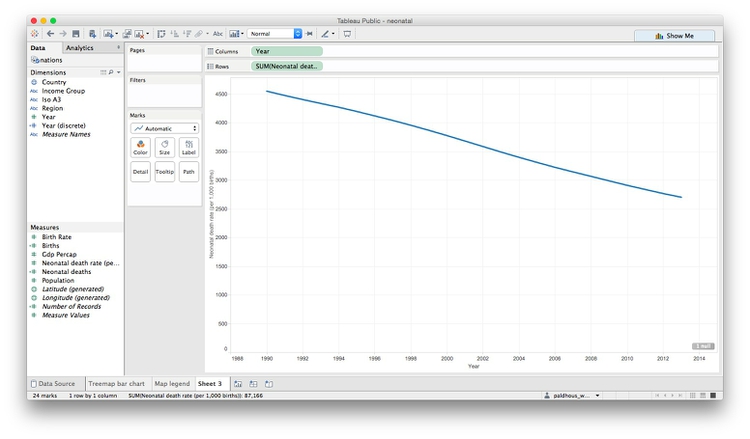 Tableau Public - neonatal
Abc
Normal
Show Me
Data
Analytics
nations
Dimensions
Country
Abc Income Group
Abc Iso A3
Abc Region
Year
Year (discrete)
Abc Measure Names
Measures
Birth Rate
Births
Gdp Percap
Neonatal death rate (pe...
Neonatal deaths
Population
Latitude (generated)
Longitude (generated)
Number of Records
Measure Values
Pages
Filters
Marks
Automatic
Color Size Label
Detail Tooltip Path
Columns Year
Rows SUM(Neonatal deat..
Neonatal death rate (per 1,000 births)
4500
4000
3500
3000
2500
2000
1500
1000
500
0
1 null
1988 1990 1992 1994 1996 1998 2000 2002 2004 2006 2008 2010 2012 2014
Year
Data Source Treemap bar chart Map legend Sheet 3
24 marks 1 row by 1 column SUM(Neonatal death rate (per 1,000 births)): 87,166
paldhous_w...